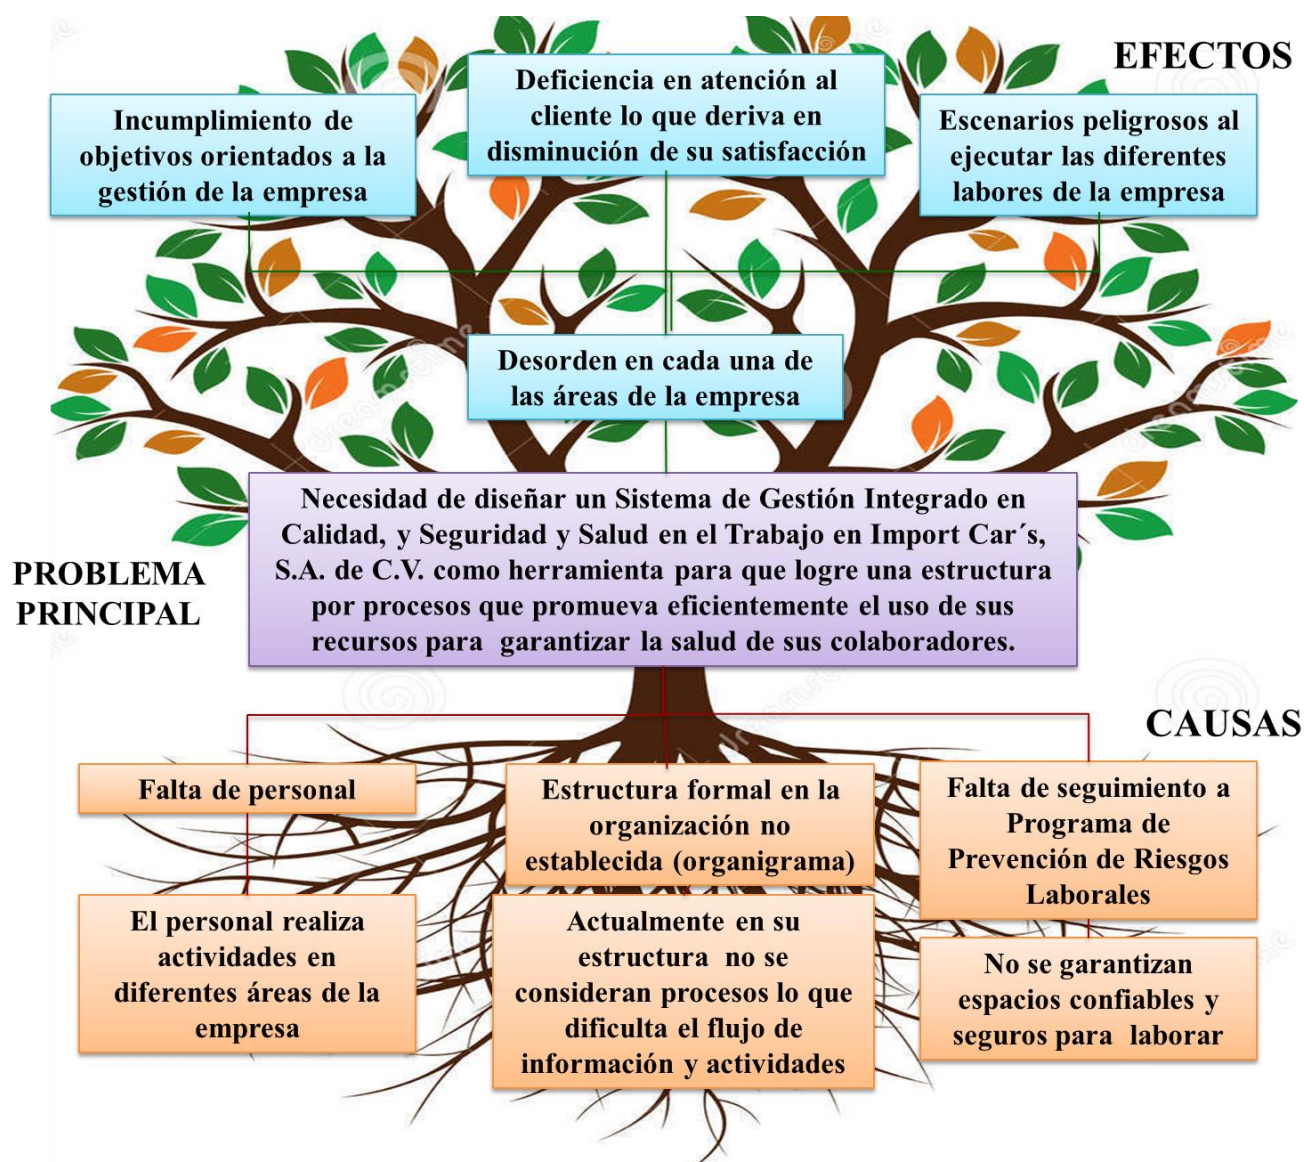 EFECTOS
Incumplimiento de
objetivos orientados a la
gestión de la empresa
Deficiencia en atención al
cliente lo que deriva en
disminución de su satisfacción
Escenarios peligrosos al
ejecutar las diferentes
labores de la empresa
Desorden en cada una de
las áreas de la empresa
PROBLEMA
PRINCIPAL
Necesidad de diseñar un Sistema de Gestión Integrado en
Calidad, y Seguridad y Salud en el Trabajo en Import Car´s,
S.A. de C.V. como herramienta para que logre una estructura
por procesos que promueva eficientemente el uso de sus
recursos para garantizar la salud de sus colaboradores.
CAUSAS
Falta de personal
Estructura formal en la
organización no
establecida (organigrama)
Falta de seguimiento a
Programa de
Prevención de Riesgos
Laborales
El personal realiza
actividades en
diferentes áreas de la
empresa
Actualmente en su
estructura no se
consideran procesos lo que
dificulta el flujo de
información y actividades
No se garantizan
espacios confiables y
seguros para laborar